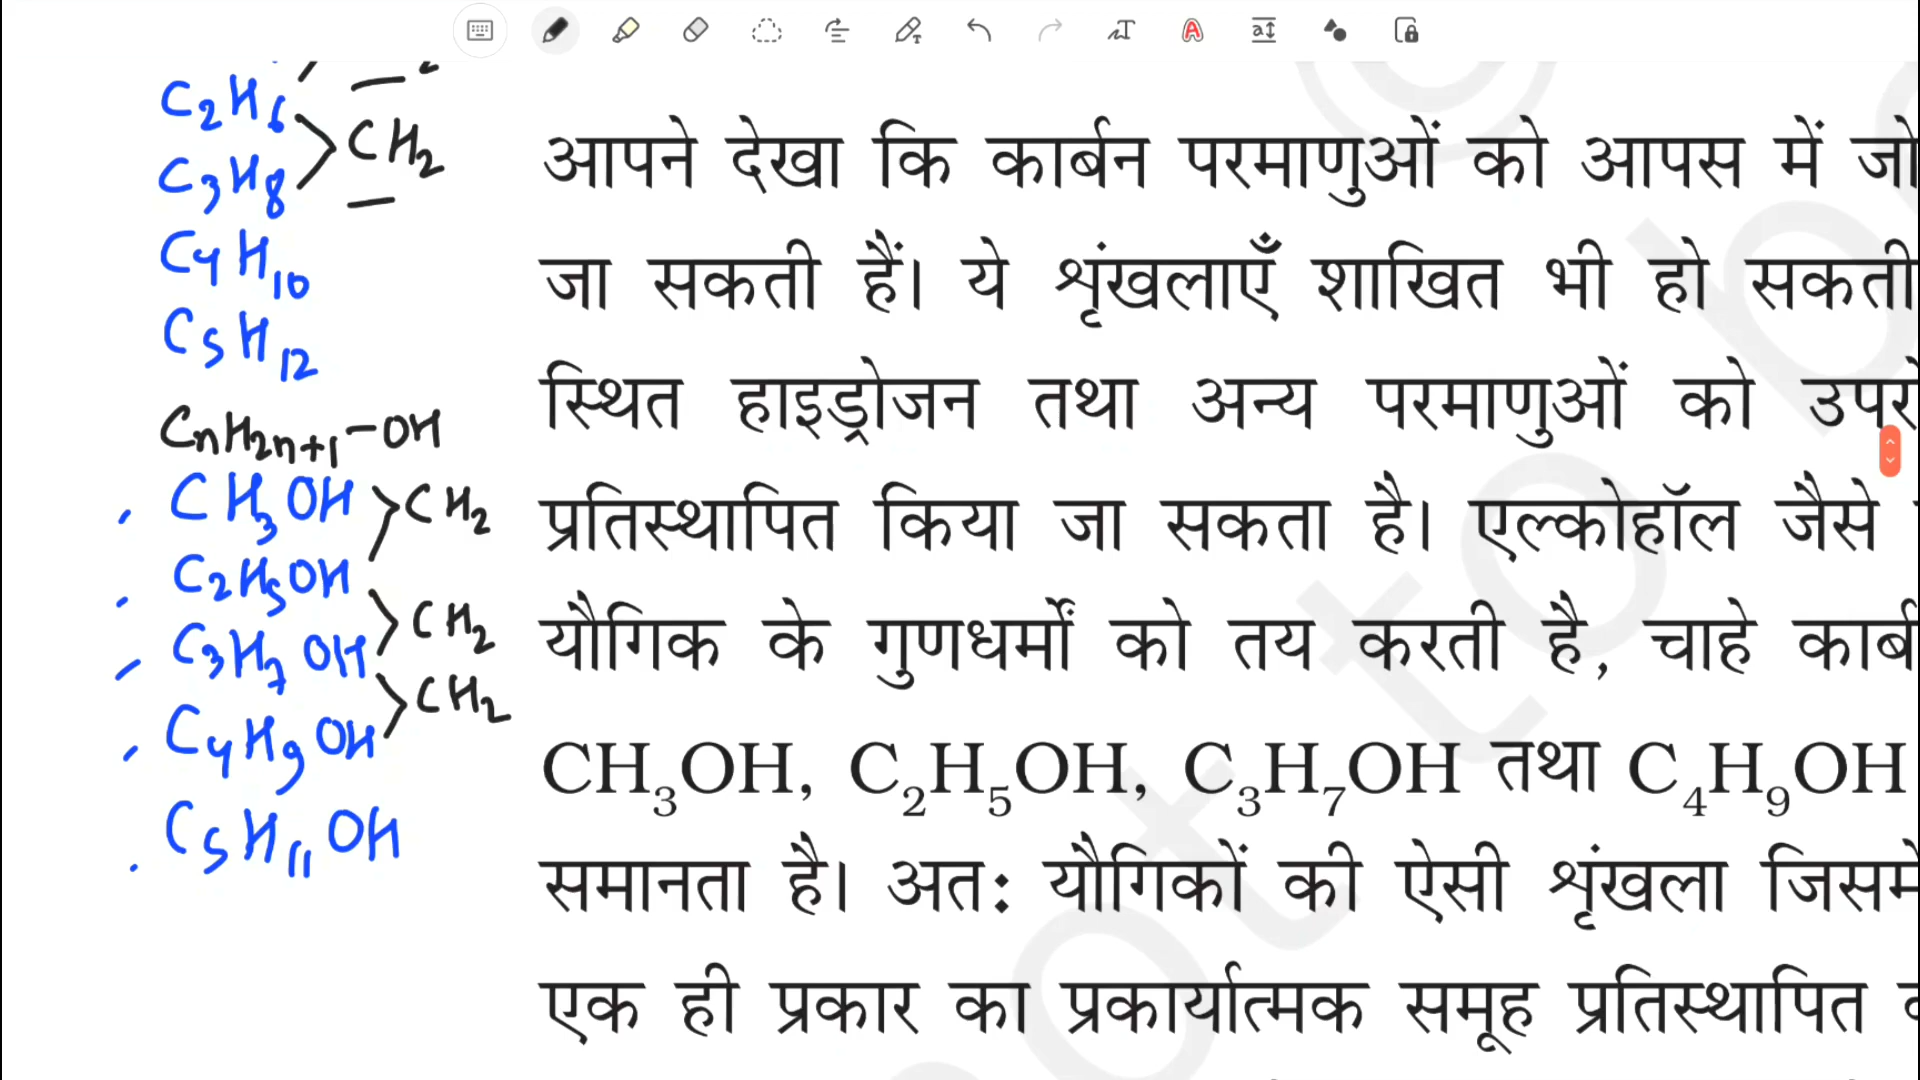 C₂H₆
CH₂
C₃H₈
C₄H₁₀
C₅H₁₂
CₙH₂ₙ₊₁-OH
CH₃OH
CH₂
C₂H₅OH
CH₂
C₃H₇OH
CH₂
C₄H₉OH
C₅H₁₁OH
आपने देखा कि कार्बन परमाणुओं को आपस में जो
जा सकती हैं। ये शृंखलाएँ शाखित भी हो सकती
स्थित हाइड्रोजन तथा अन्य परमाणुओं को उपरो
प्रतिस्थापित किया जा सकता है। एल्कोहॉल जैसे
यौगिक के गुणधर्मों को तय करती है, चाहे कार्ब
CH₃OH, C₂H₅OH, C₃H₇OH तथा C₄H₉OH
समानता है। अतः यौगिकों की ऐसी शृंखला जिसमे
एक ही प्रकार का प्रकार्यात्मक समूह प्रतिस्थापित